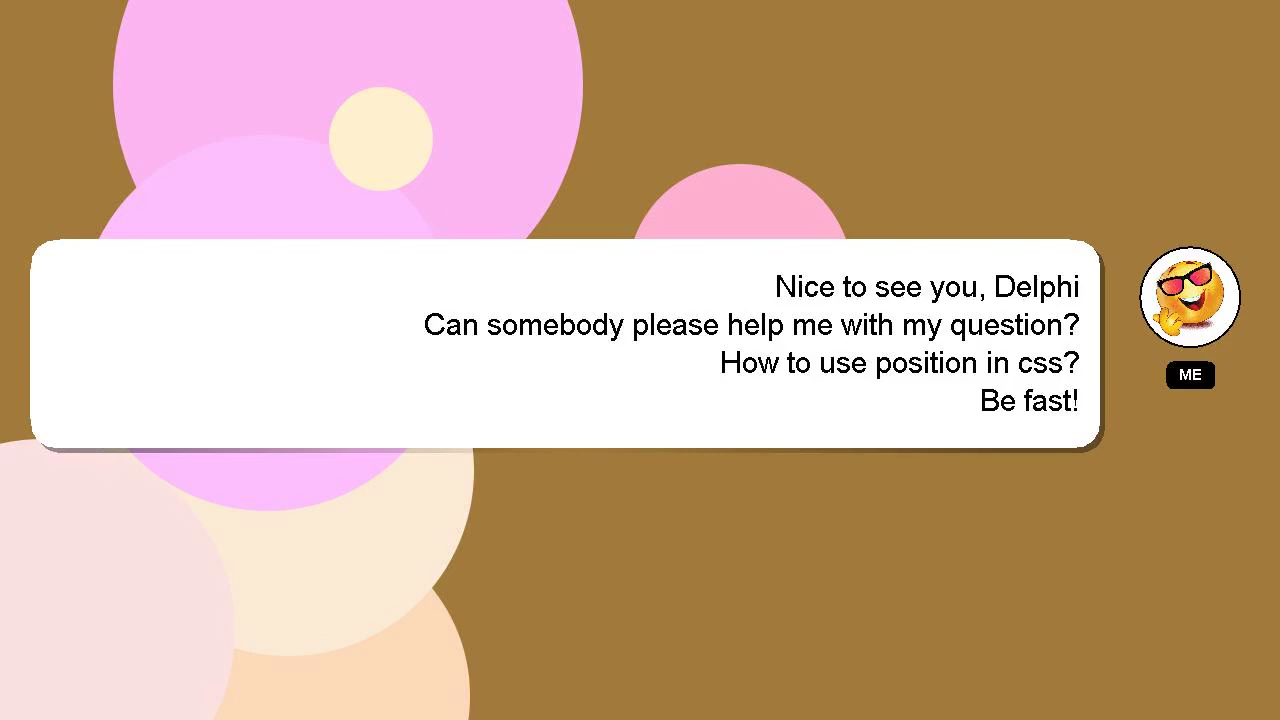 Nice to see you, Delphi
Can somebody please help me with my question?
How to use position in css?
Be fast!
ME